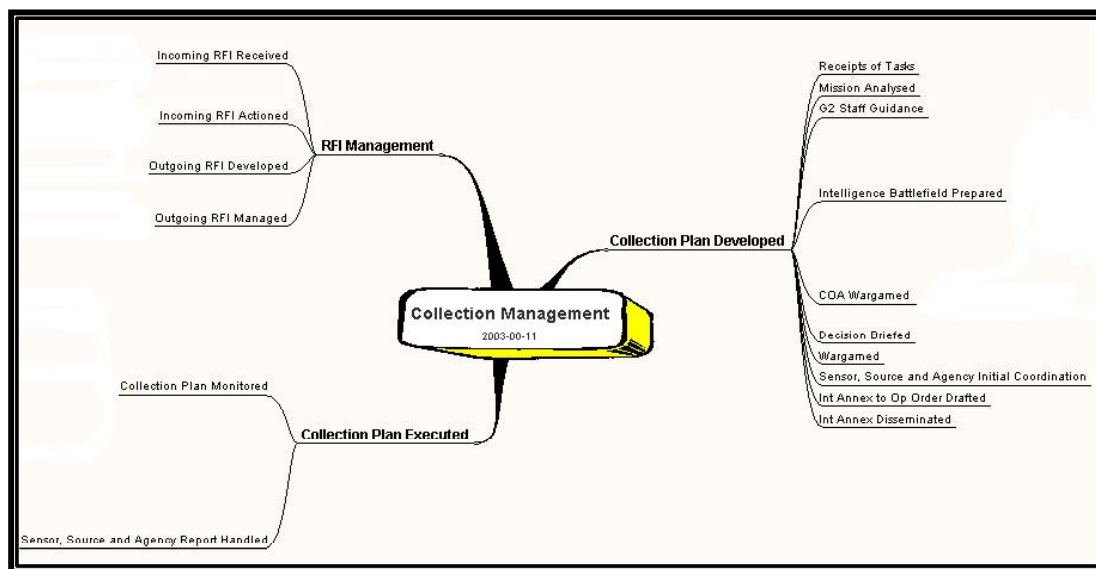 Incoming RFI Received
Incoming RFI Actioned
Outgoing RFI Developed
Outgoing RFI Managed
RFI Management
Receipts of Tasks
Mission Analysed
G2 Staff Guidance
Intelligence Battlefield Prepared
COA Wargamed
Decision Briefed
Wargamed
Sensor, Source and Agency Initial Coordination
Int Annex to Op Order Drafted
Int Annex Disseminated
Collection Plan Developed
Collection Management
2003-00-11
Collection Plan Monitored
Collection Plan Executed
Sensor, Source and Agency Report Handled